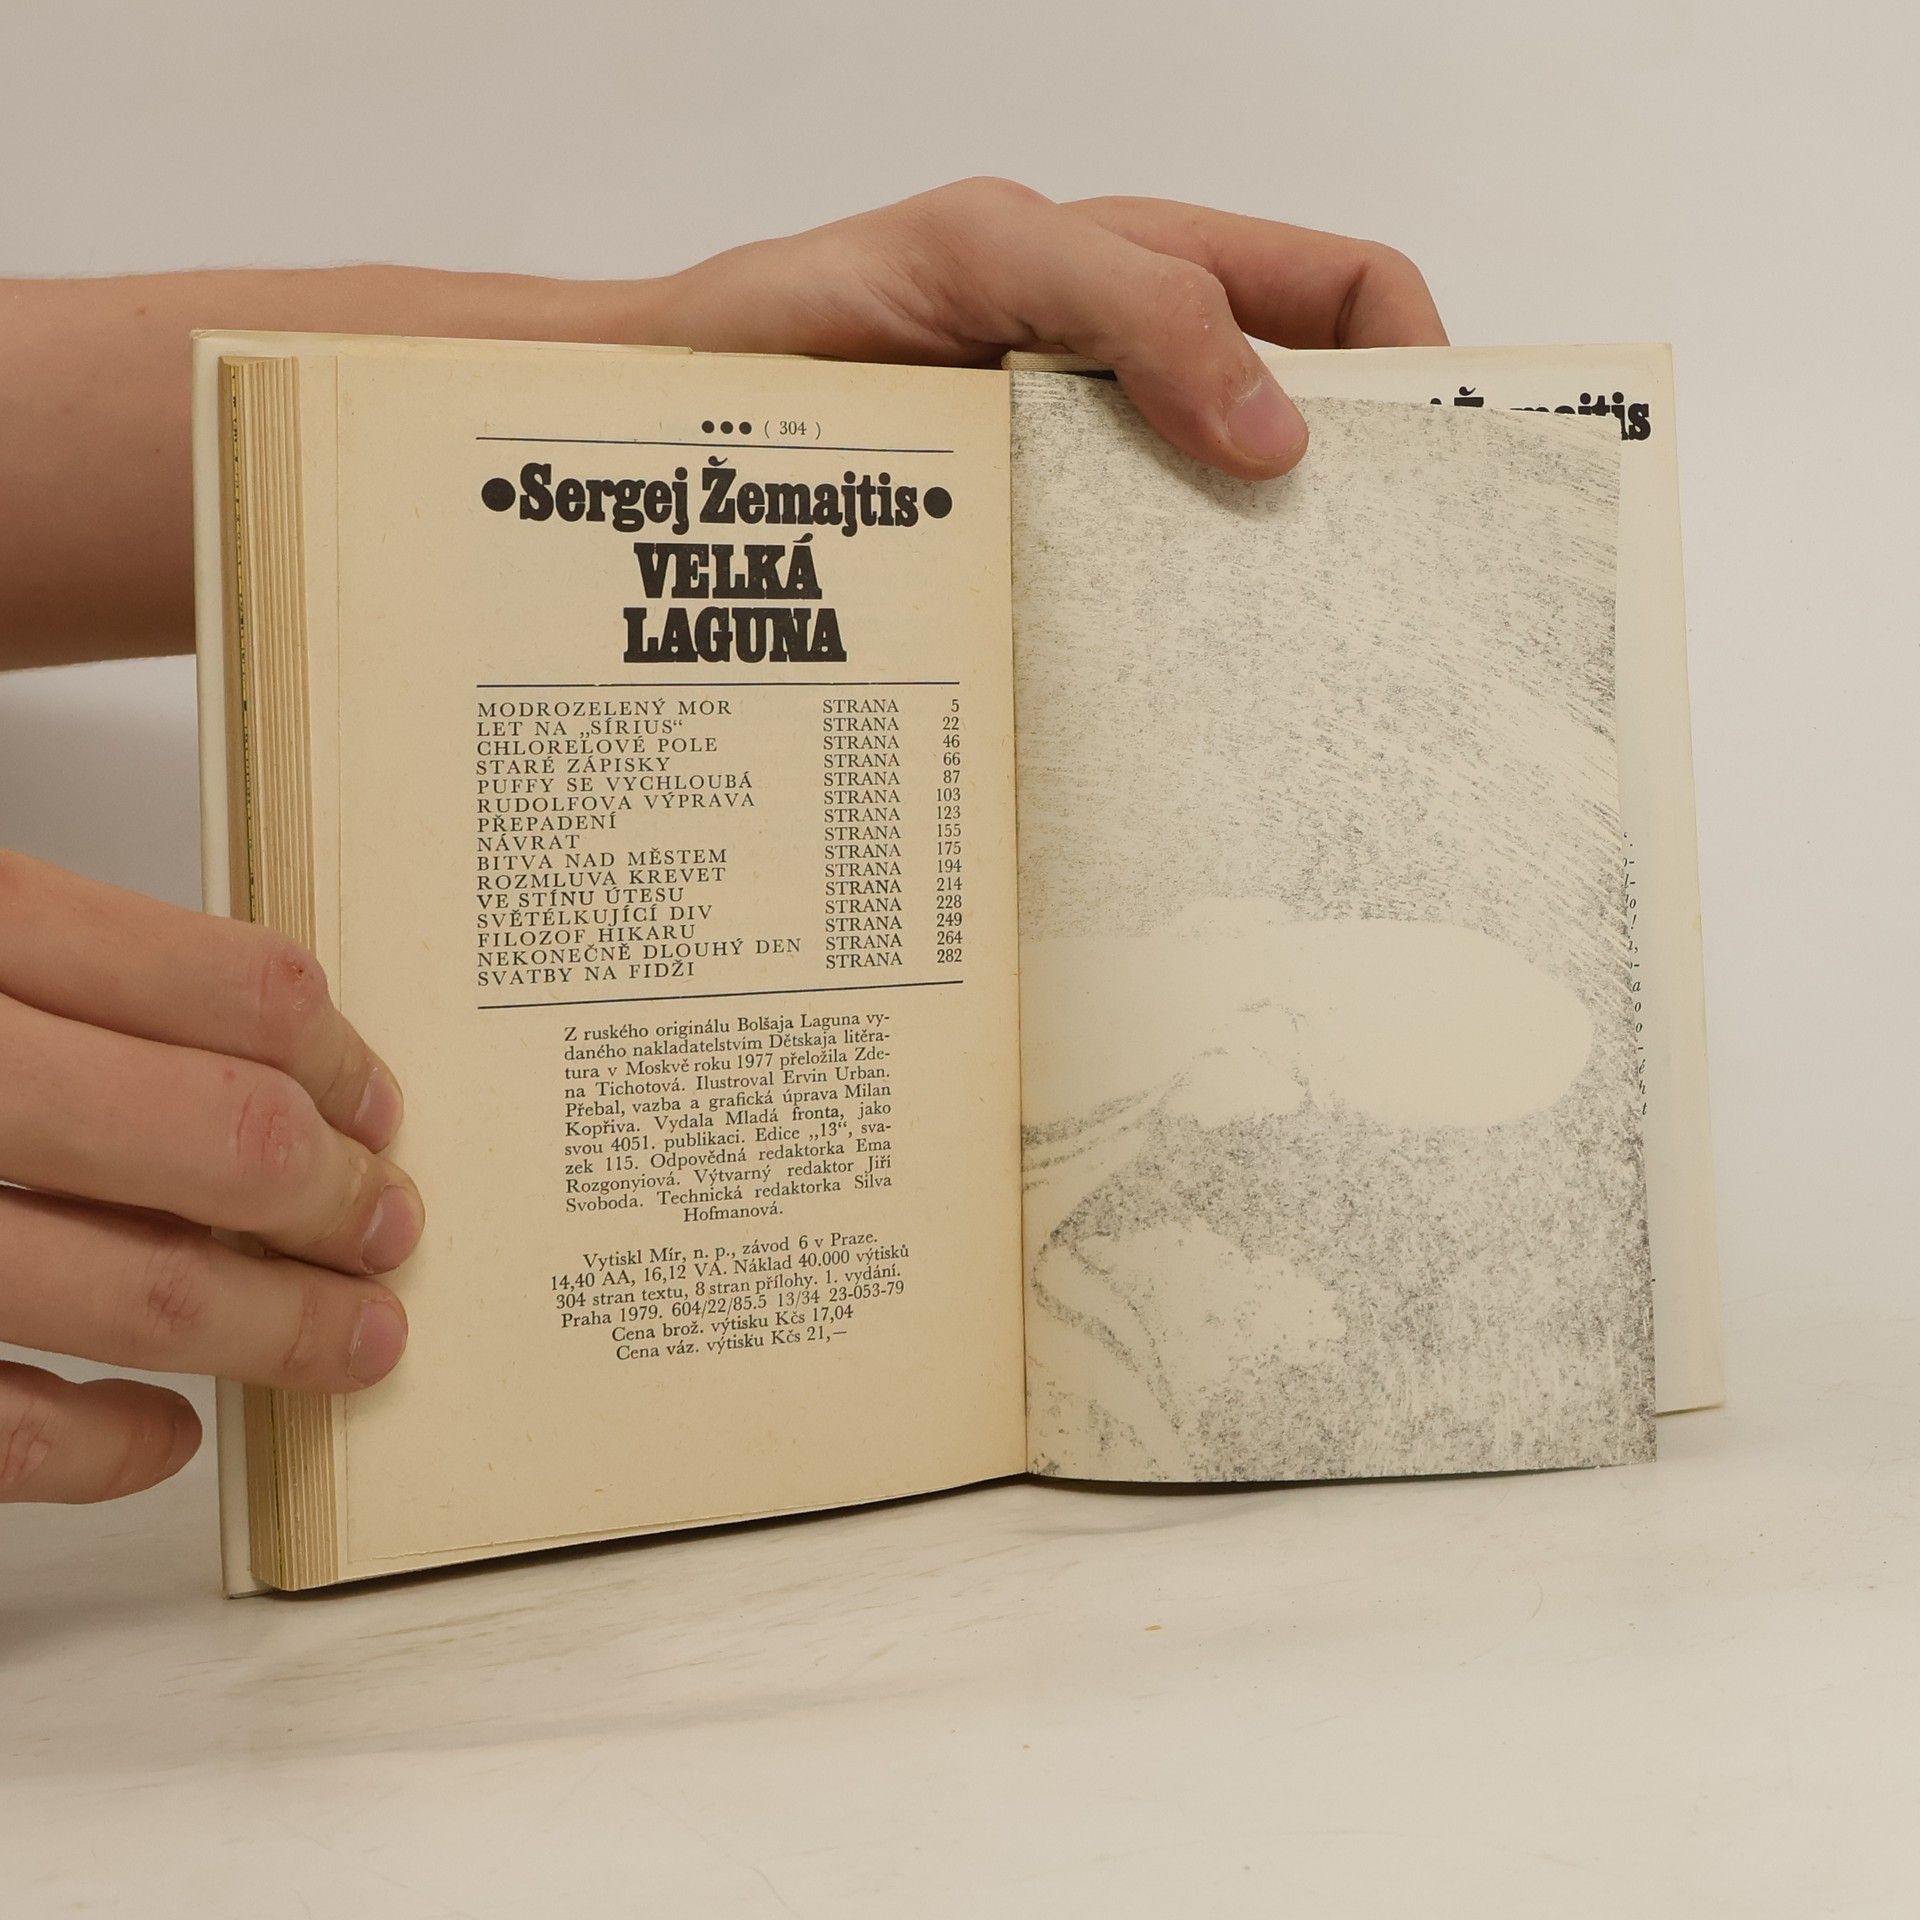 ●●● ( 304 )
●Sergej Žemajtis●
VELKÁ
LAGUNA
MODROZELENÝ MOR STRANA 5
LET NA „SÍRIUS“ STRANA 22
CHLORELOVÉ POLE STRANA 46
STARÉ ZÁPISKY STRANA 66
PUFFY SE VYCHLOUBÁ STRANA 87
RUDOLFOVA VÝPRAVA STRANA 103
PŘEPADENÍ STRANA 123
NÁVRAT STRANA 155
BITVA NAD MĚSTEM STRANA 175
ROZMLUVA KREVET STRANA 194
VE STÍNU ÚTESU STRANA 214
SVĚTÉLKUJÍCÍ DIV STRANA 228
FILOZOF HIKARU STRANA 249
NEKONEČNĚ DLOUHÝ DEN STRANA 264
SVATBY NA FIDŽI STRANA 282
Z ruského originálu Bolšaja Laguna vy-
daného nakladatelstvím Dětskaja litěra-
tura v Moskvě roku 1977 přeložila Zde-
na Tichotová. Ilustroval Ervin Urban.
Přebal, vazba a grafická úprava Milan
Kopřiva. Vydala Mladá fronta, jako
svou 4051. publikaci. Edice „13“, sva-
zek 115. Odpovědná redaktorka Ema
Rozgonyiová. Výtvarný redaktor Jiří
Svoboda. Technická redaktorka Silva
Hofmanová.
Vytiskl Mír, n. p., závod 6 v Praze.
14,40 AA, 16,12 VA. Náklad 40.000 výtisků
304 stran textu, 8 stran přílohy. 1. vydání.
Praha 1979. 604/22/85.5 13/34 23-053-79
Cena brož. výtisku Kčs 17,04
Cena váz. výtisku Kčs 21,—
Žemajtis